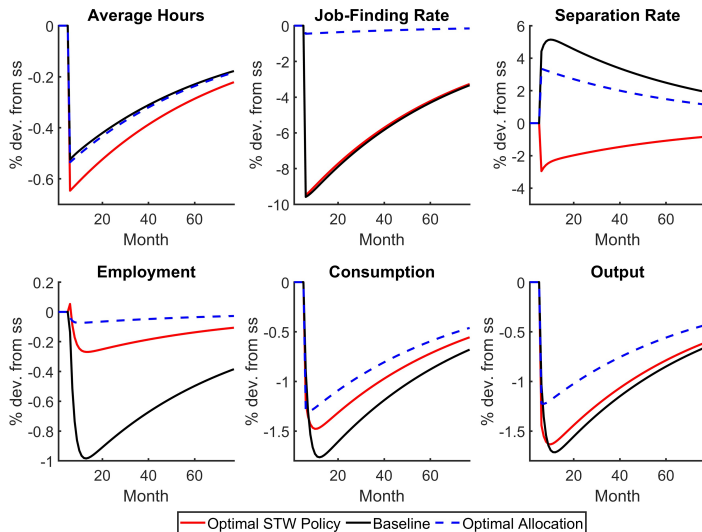 Average Hours
Job-Finding Rate
Separation Rate
% dev. from ss
0
-0.2
-0.4
-0.6
20 40 60
Month
% dev. from ss
0
-2
-4
-6
-8
-10
20 40 60
Month
% dev. from ss
6
4
2
0
-2
-4
20 40 60
Month
Employment
Consumption
Output
% dev. from ss
0.2
0
-0.2
-0.4
-0.6
-0.8
-1
20 40 60
Month
% dev. from ss
0
-0.5
-1
-1.5
20 40 60
Month
% dev. from ss
0
-0.5
-1
-1.5
20 40 60
Month
Optimal STW Policy Baseline Optimal Allocation